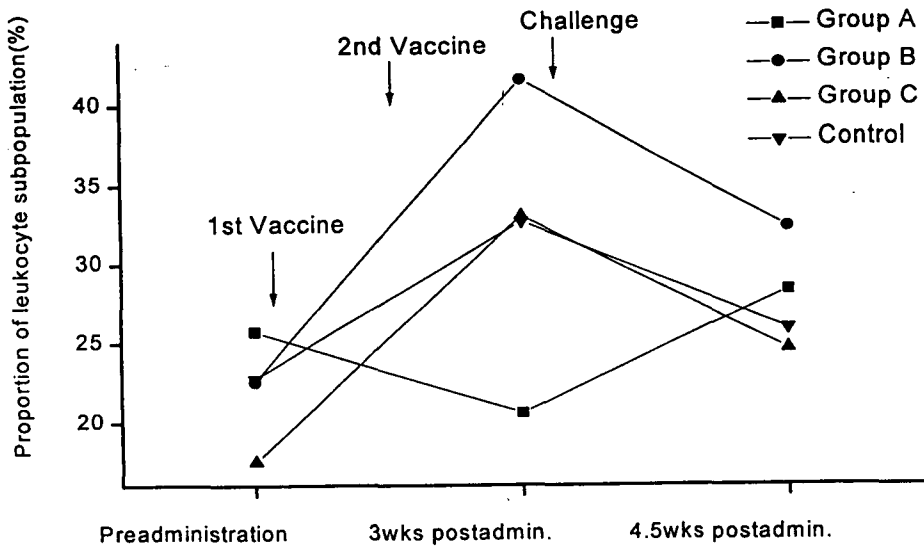 Proportion of leukocyte subpopulation(%)
40
35
30
25
20
1st Vaccine
2nd Vaccine
Challenge
Group A
Group B
Group C
Control
Preadministration
3wks postadmin.
4.5wks postadmin.